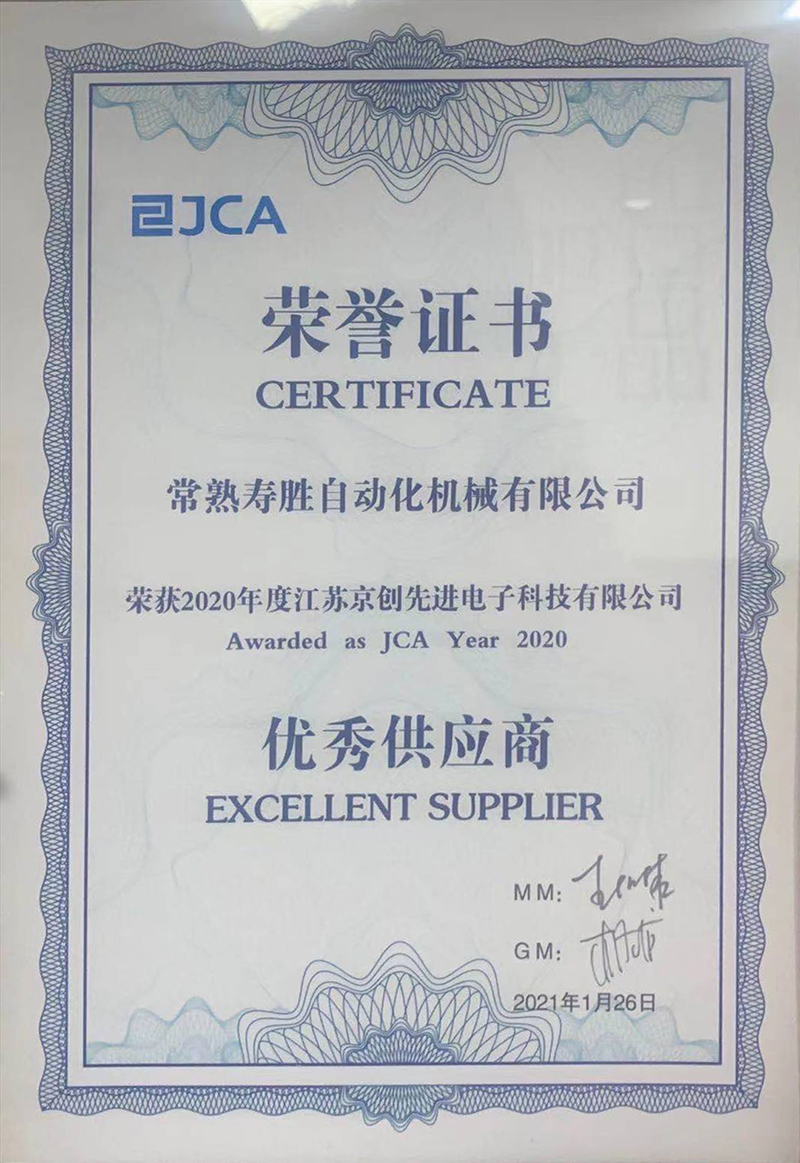 JCA
荣誉证书
CERTIFICATE
常熟寿胜自动化机械有限公司
荣获2020年度江苏京创先进电子科技有限公司
Awarded as JCA Year 2020
优秀供应商
EXCELLENT SUPPLIER
MM:
GM:
2021年1月26日